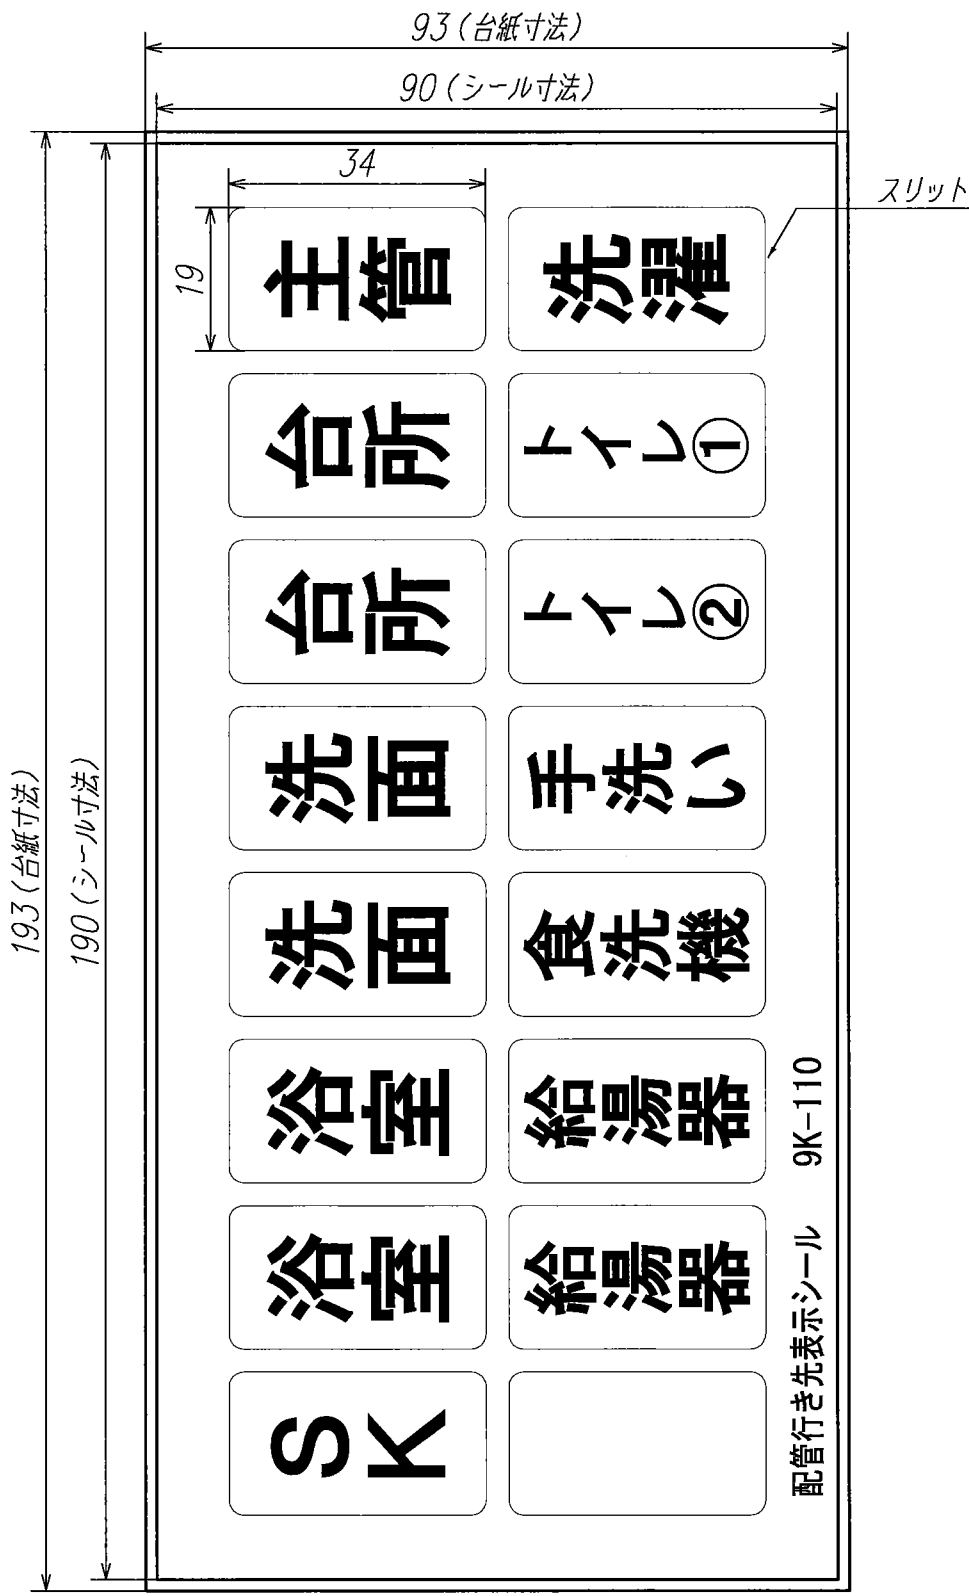 93(台紙寸法)
90(シール寸法)
193(台紙寸法)
190(シール寸法)
34
19
スリット
主管
洗濯
台所
トイレ①
台所
トイレ②
洗面
手洗い
洗面
食洗機
浴室
給湯器
浴室
給湯器
SK
配管行き先表示シール 9K-110